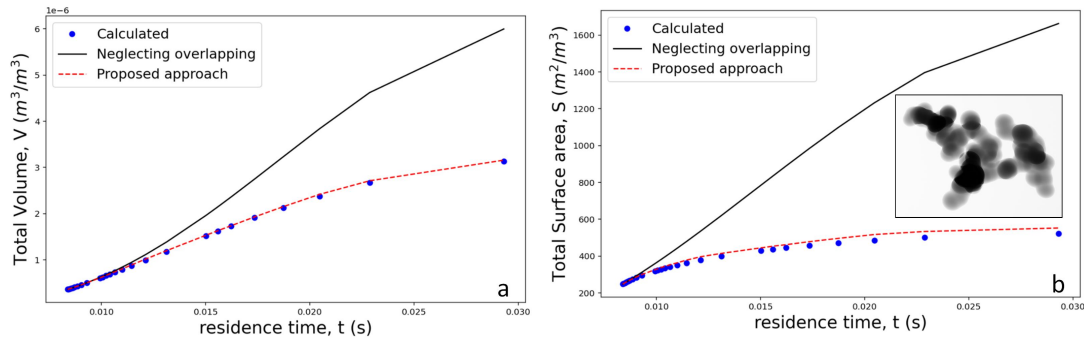 1e−6
6
5
4
3
2
1
Total Volume, V (m³/m³)
Calculated
Neglecting overlapping
Proposed approach
a
0.010
0.015
0.020
0.025
0.030
residence time, t (s)
1600
1400
1200
1000
800
600
400
200
Total Surface area, S (m²/m³)
Calculated
Neglecting overlapping
Proposed approach
b
0.010
0.015
0.020
0.025
0.030
residence time, t (s)